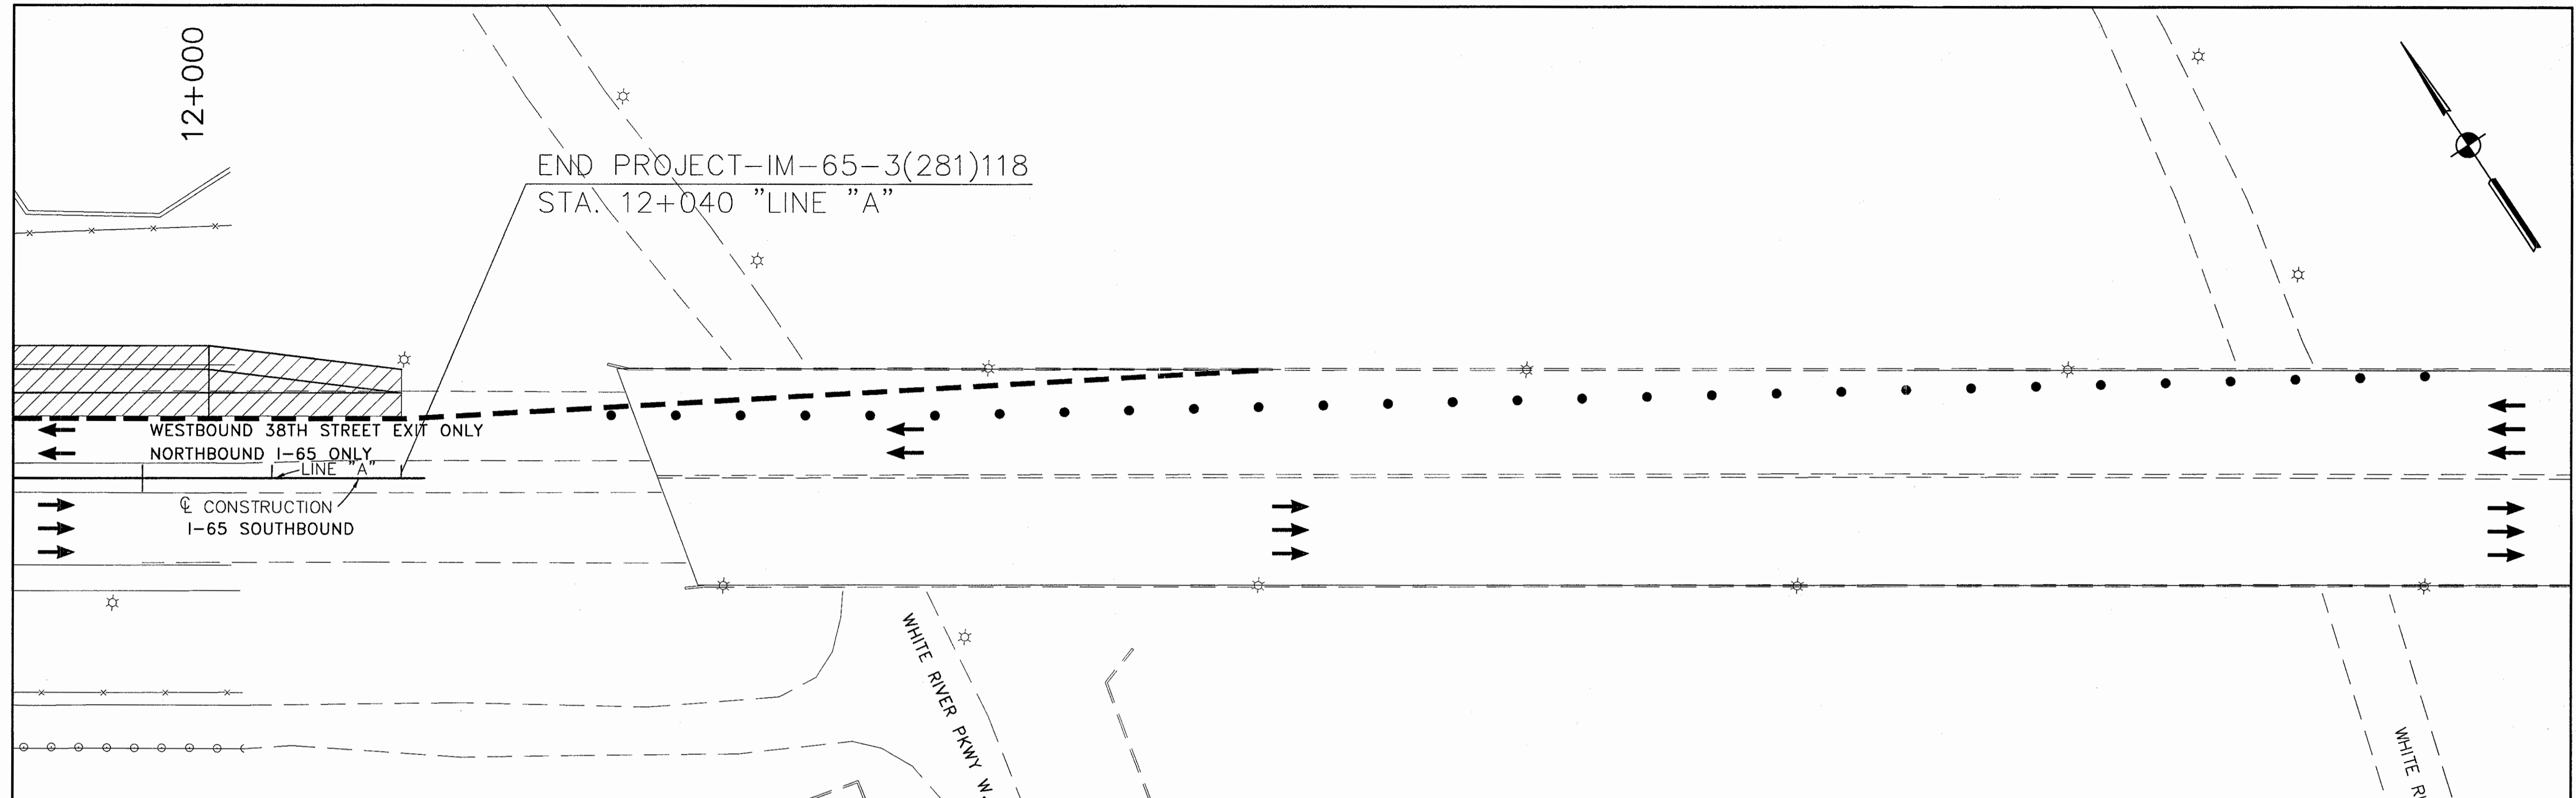 12+000
END PROJECT-IM-65-3(281)118
STA. 12+040 "LINE "A"
WESTBOUND 38TH STREET EXIT ONLY
NORTHBOUND I-65 ONLY
LINE "A"
℄ CONSTRUCTION
I-65 SOUTHBOUND
WHITE RIVER PKWY W.
WHITE